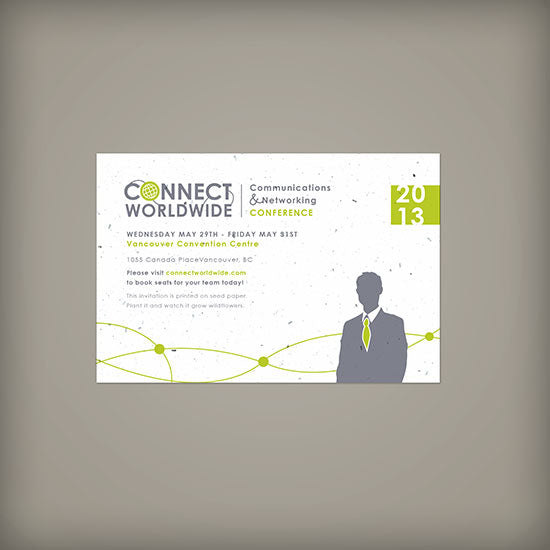 CONNECT
WORLDWIDE
Communications
& Networking
CONFERENCE
20
13
WEDNESDAY MAY 29TH - FIDAY MAY 31ST
Vancouver Convention Centre
1055 Canada PlaceVancouver, BC
Please visit connectworldwide.com
to book seats for your team today!
This invitation is printed on seed paper.
Plant it and watch it grow wildflowers.